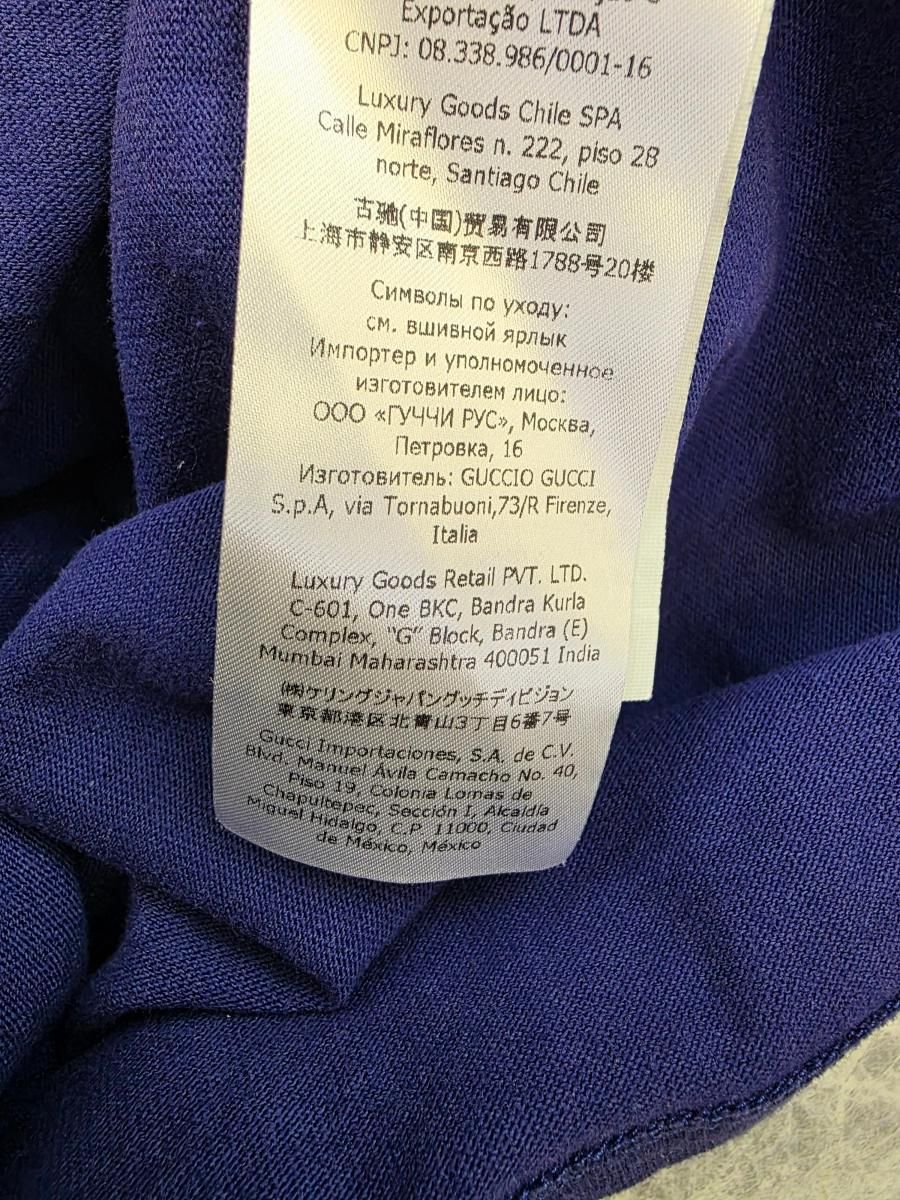 Exportação LTDA
CNPJ: 08.338.986/0001-16
Luxury Goods Chile SPA
Calle Miraflores n. 222, piso 28
norte, Santiago Chile
古驰(中国)贸易有限公司
上海市静安区南京西路1788号20楼
Символы по уходу:
см. вшивной ярлык
Импортер и уполномоченное
изготовителем лицо:
ООО «ГУЧЧИ РУС», Москва,
Петровка, 16
Изготовитель: GUCCIO GUCCI
S.p.A, via Tornabuoni,73/R Firenze,
Italia
Luxury Goods Retail PVT. LTD.
C-601, One BKC, Bandra Kurla
Complex, "G" Block, Bandra (E)
Mumbai Maharashtra 400051 India
㈱ケリングジャパングッチディビジョン
東京都港区北青山3丁目6番7号
Gucci Importaciones, S.A. de C.V.
Blvd. Manuel Ávila Camacho No. 40,
Piso 19, Colonia Lomas de
Chapultepec, Sección I, Alcaldía
Miguel Hidalgo, C.P. 11000, Ciudad
de México, México